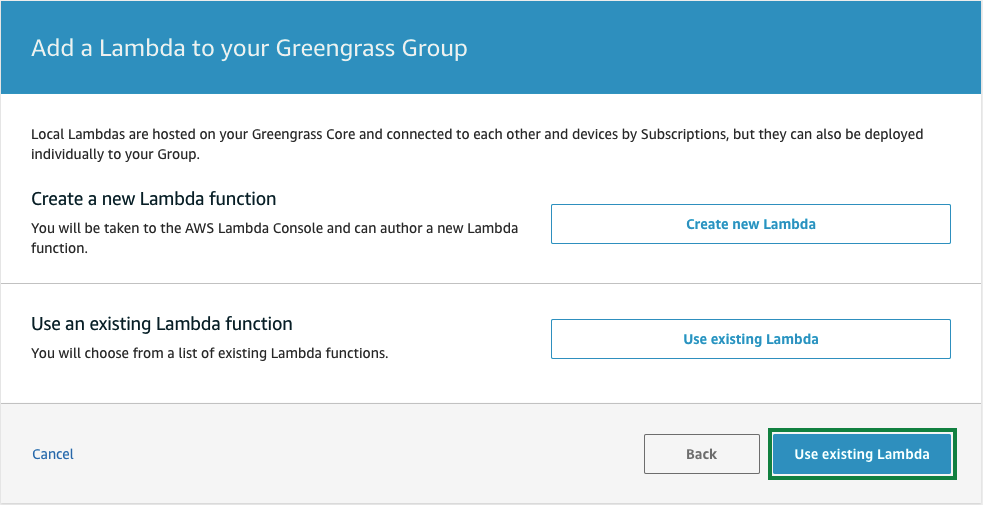 Add a Lambda to your Greengrass Group
Local Lambdas are hosted on your Greengrass Core and connected to each other and devices by Subscriptions, but they can also be deployed
individually to your Group.
Create a new Lambda function
You will be taken to the AWS Lambda Console and can author a new Lambda
function.
Create new Lambda
Use an existing Lambda function
You will choose from a list of existing Lambda functions.
Use existing Lambda
Cancel
Back
Use existing Lambda